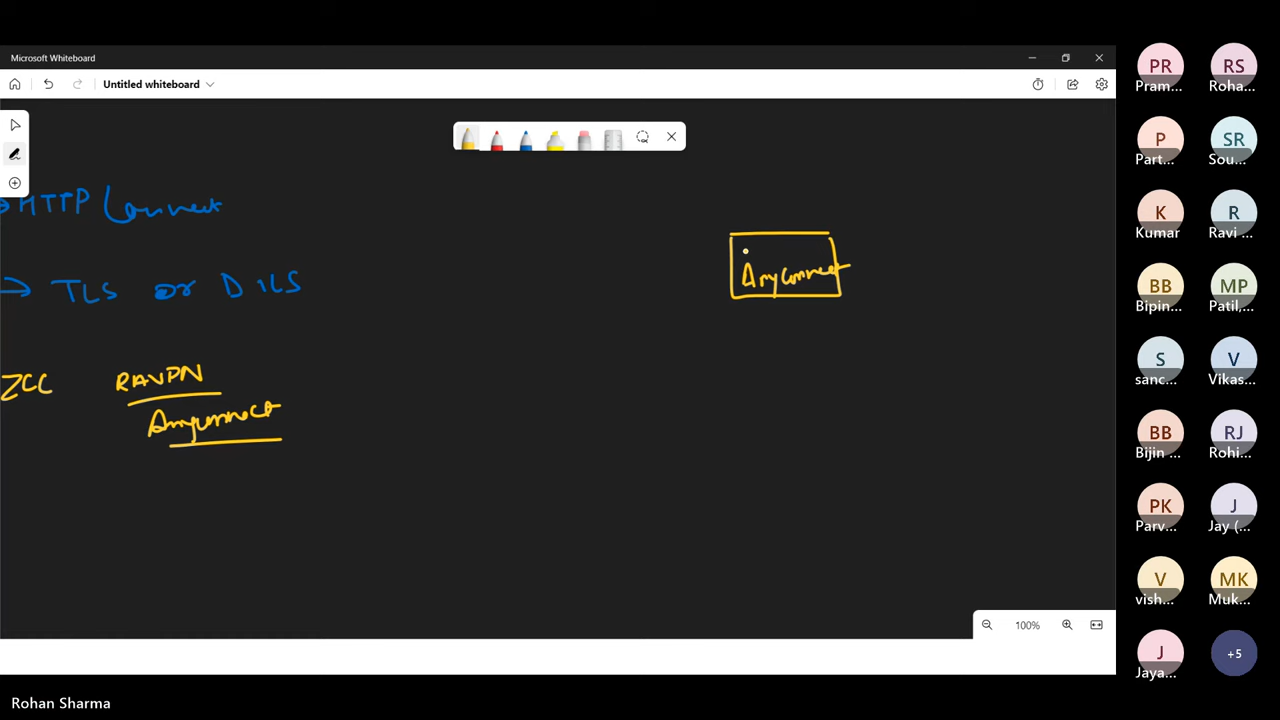 Microsoft Whiteboard
Untitled whiteboard
HTTP Connect
→ TLS or DTLS
ZCC RAVPN
Anyconnect
Anyconnect
100%
PR
Pram...
RS
Roha...
P
Part...
SR
Sou...
K
Kumar
R
Ravi ...
BB
Bipin...
MP
Patil,...
S
sanc...
V
Vikas...
BB
Bijin ...
RJ
Rohi...
PK
Parv...
J
Jay (...
V
vish...
MK
Muk...
J
Jaya...
+5
Rohan Sharma